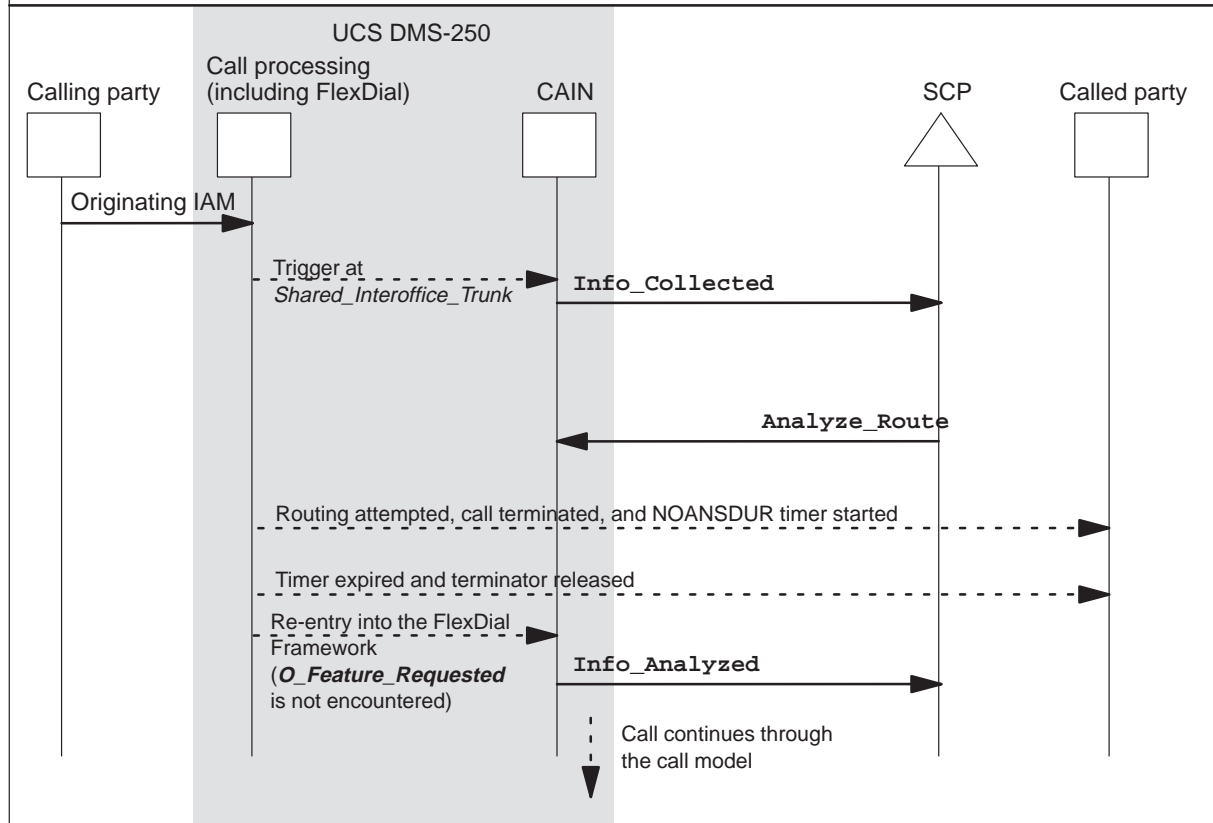 UCS DMS-250
Calling party
Call processing
(including FlexDial)
CAIN
SCP
Called party
Originating IAM
Trigger at
Shared_Interoffice_Trunk
Info_Collected
Analyze_Route
Routing attempted, call terminated, and NOANSDUR timer started
Timer expired and terminator released
Re-entry into the FlexDial
Framework
(O_Feature_Requested
is not encountered)
Info_Analyzed
Call continues through
the call model